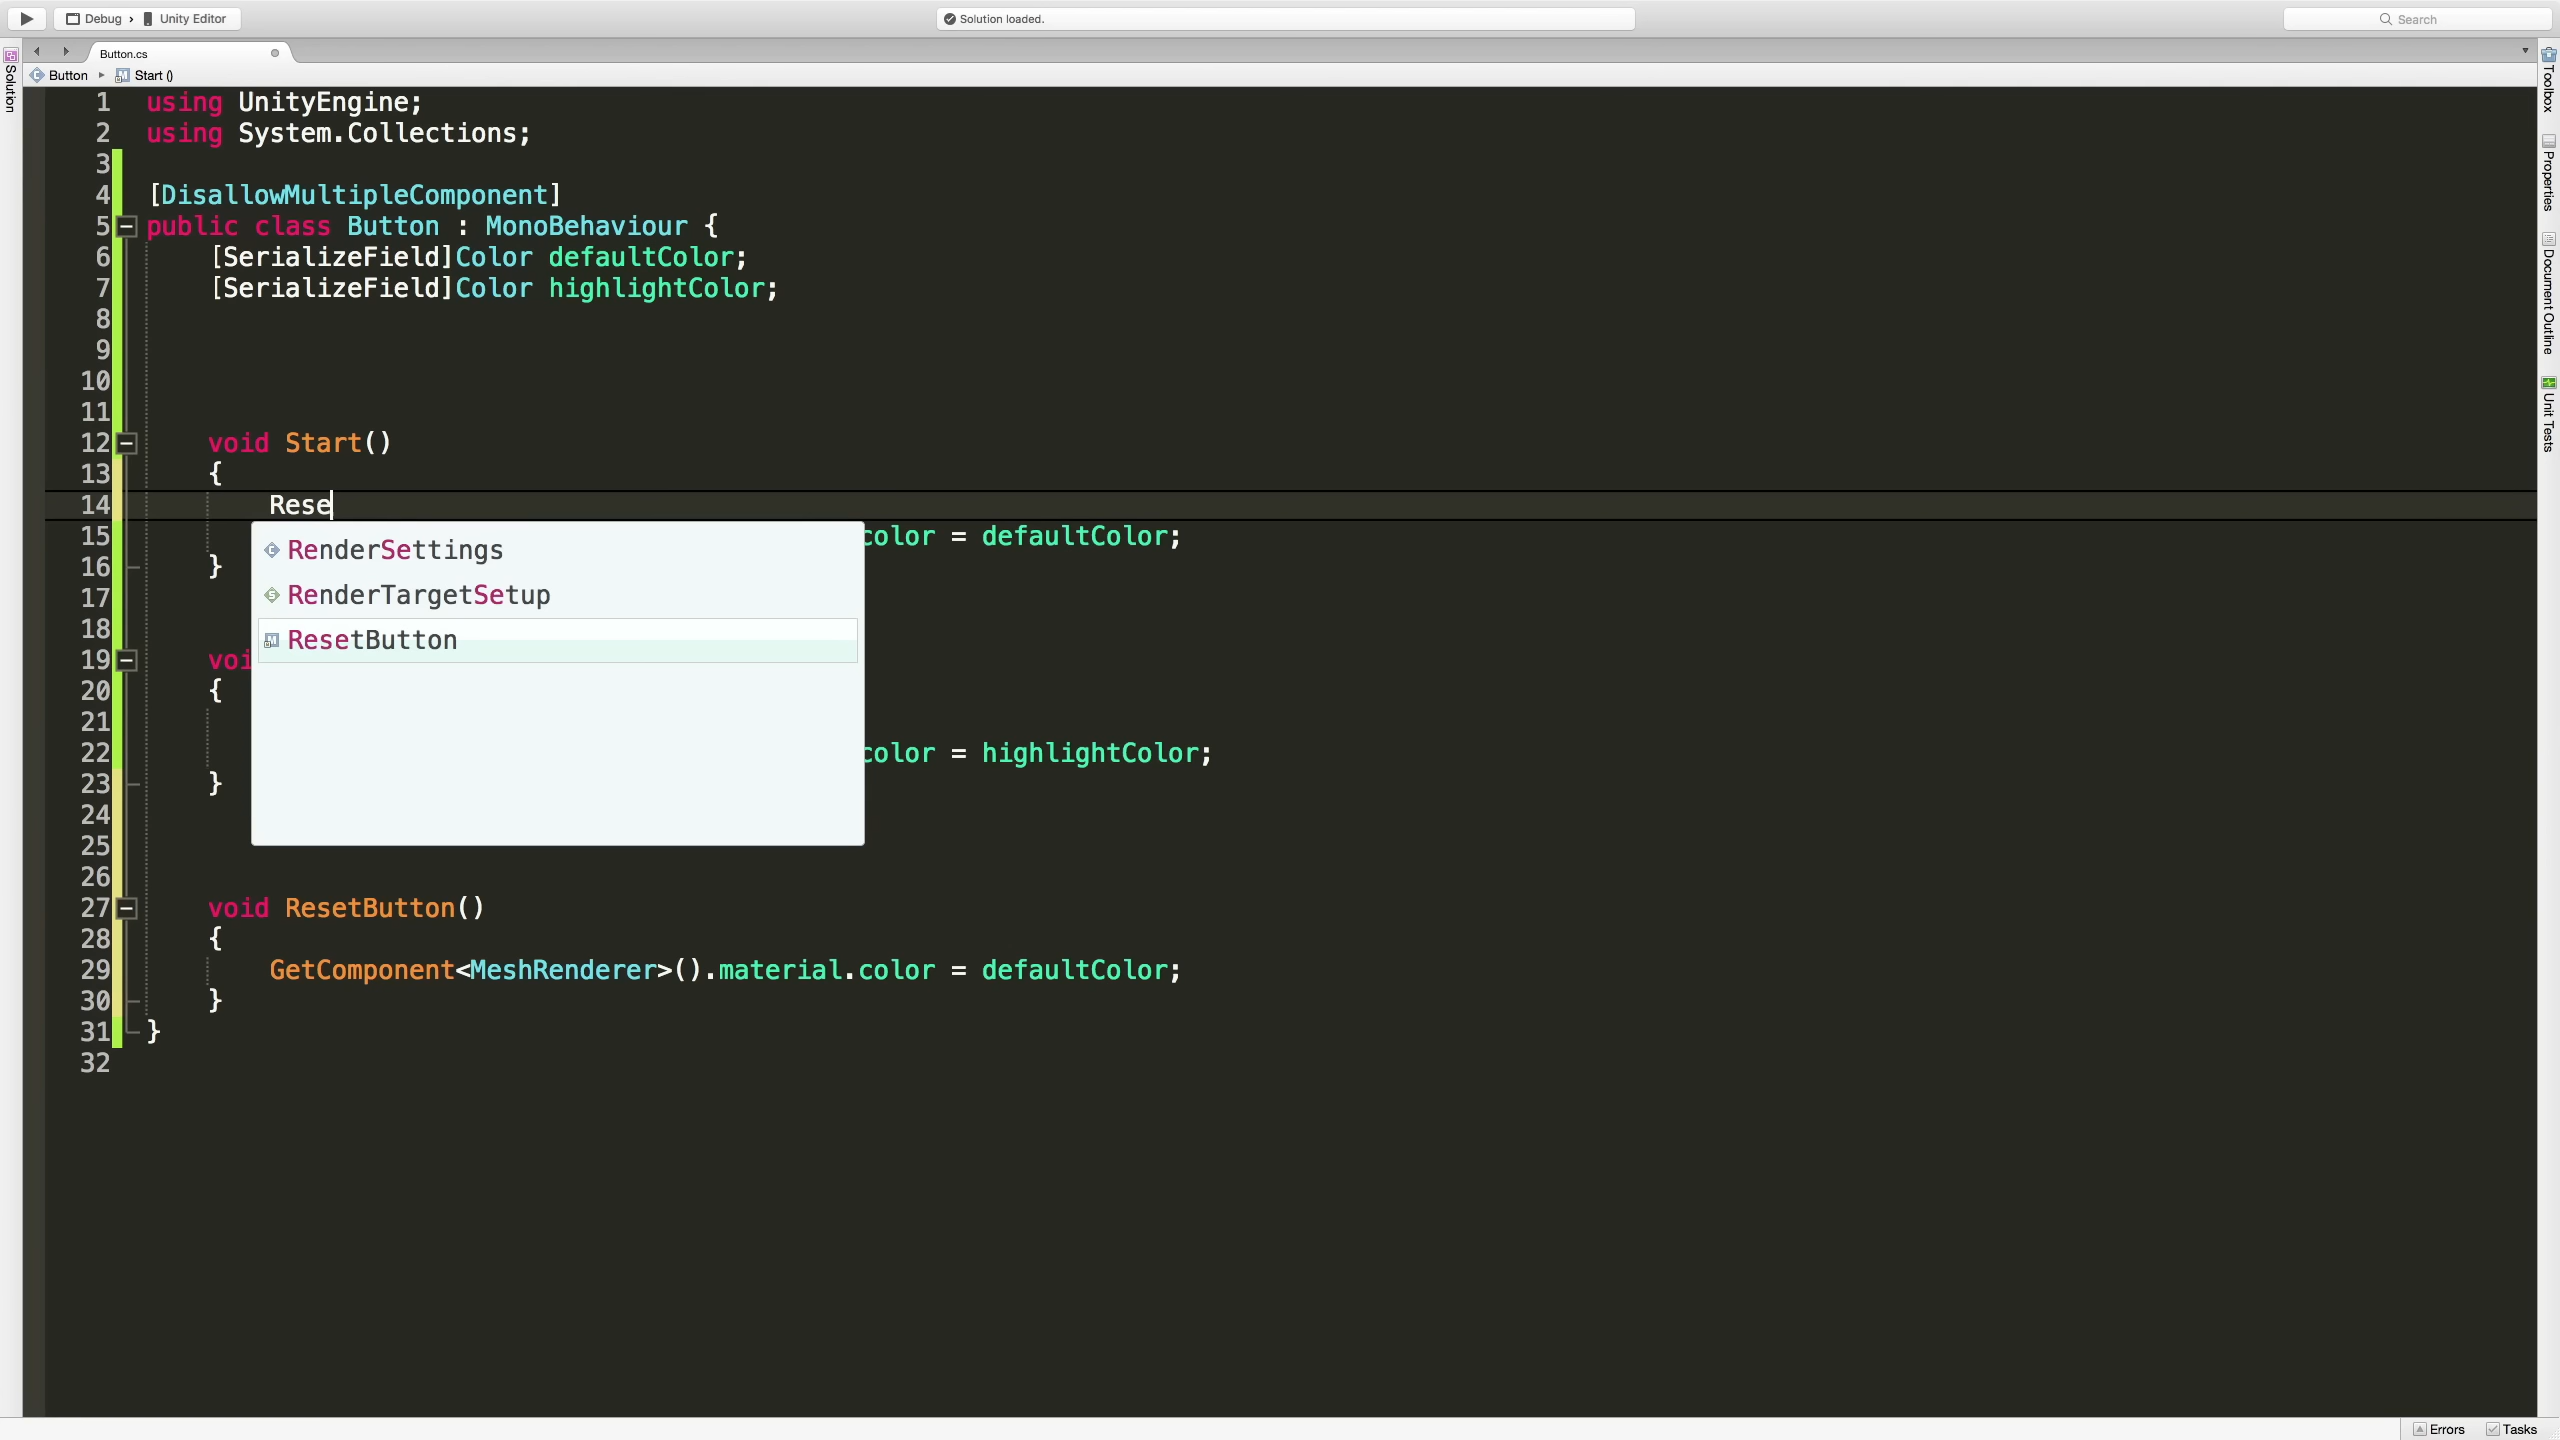 Debug › Unity Editor
Solution loaded.
Search
Button.cs
Button ▸ Start ()
Solution
Toolbox
Properties
Document Outline
Unit Tests
1 using UnityEngine;
2 using System.Collections;
3
4 [DisallowMultipleComponent]
5 public class Button : MonoBehaviour {
6 [SerializeField]Color defaultColor;
7 [SerializeField]Color highlightColor;
8
9
10
11
12 void Start()
13 {
14 Rese
15 color = defaultColor;
16 }
17
18
19 voi
20 {
21
22 color = highlightColor;
23 }
24
25
26
27 void ResetButton()
28 {
29 GetComponent<MeshRenderer>().material.color = defaultColor;
30 }
31 }
32
RenderSettings
RenderTargetSetup
ResetButton
Errors
Tasks